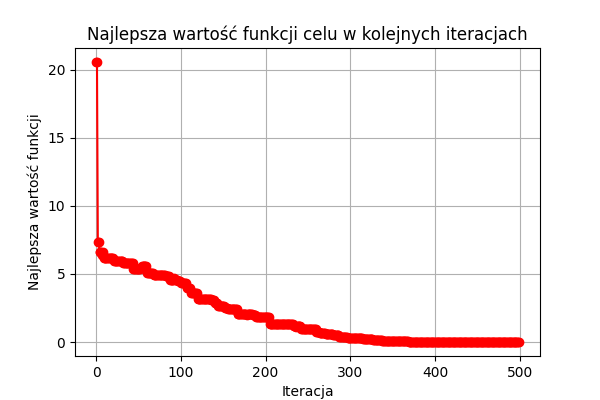 Najlepsza wartość funkcji celu w kolejnych iteracjach
Najlepsza wartość funkcji
20
15
10
5
0
0 100 200 300 400 500
Iteracja